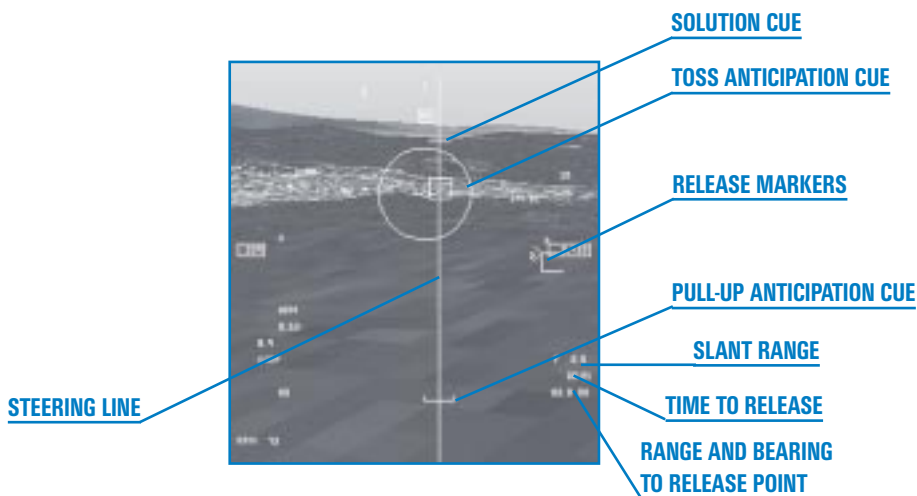 SOLUTION CUE
TOSS ANTICIPATION CUE
RELEASE MARKERS
PULL-UP ANTICIPATION CUE
SLANT RANGE
STEERING LINE
TIME TO RELEASE
RANGE AND BEARING
TO RELEASE POINT